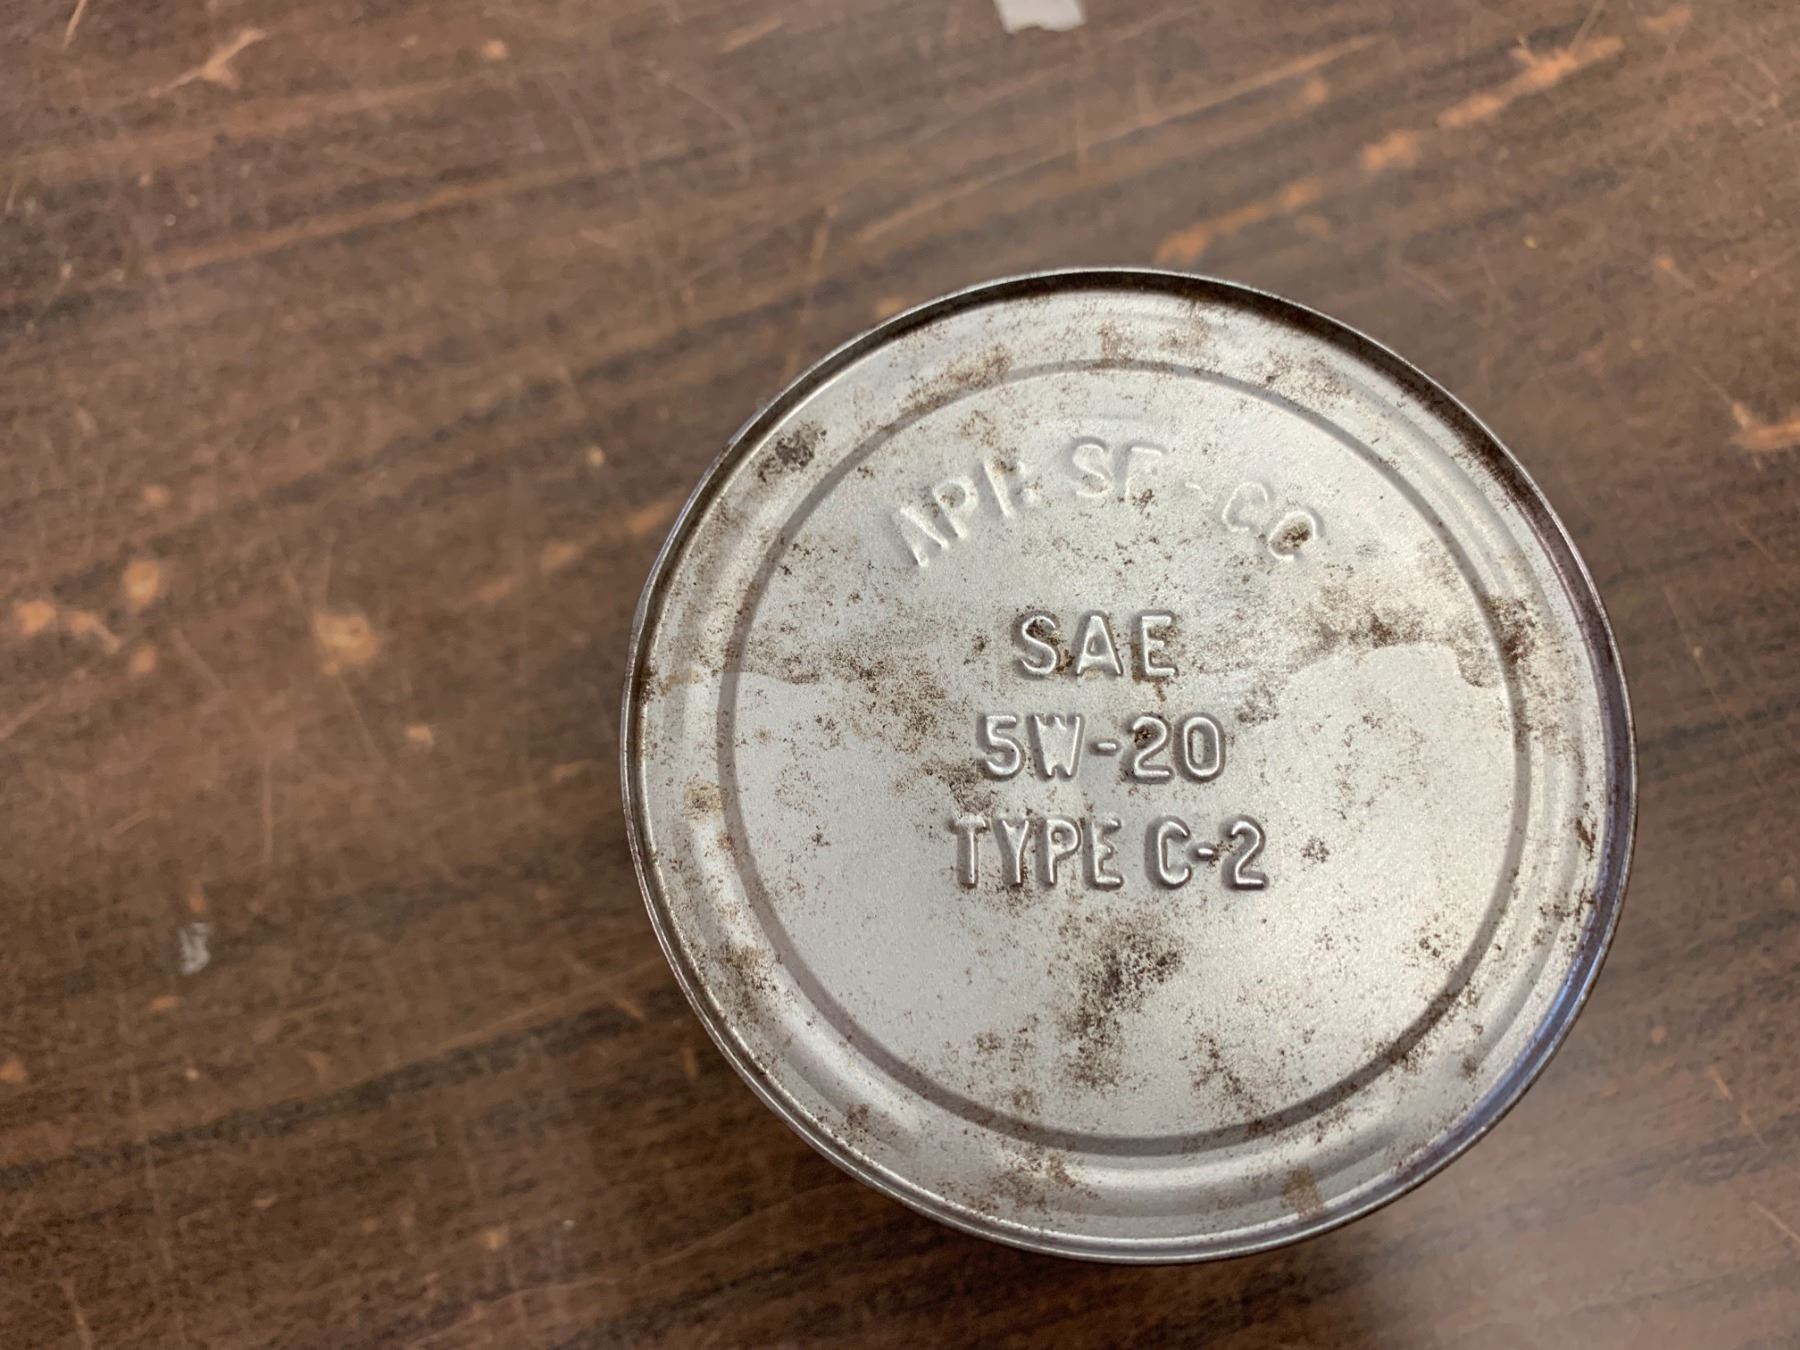 API: SE-CC
SAE
5W-20
TYPE C-2